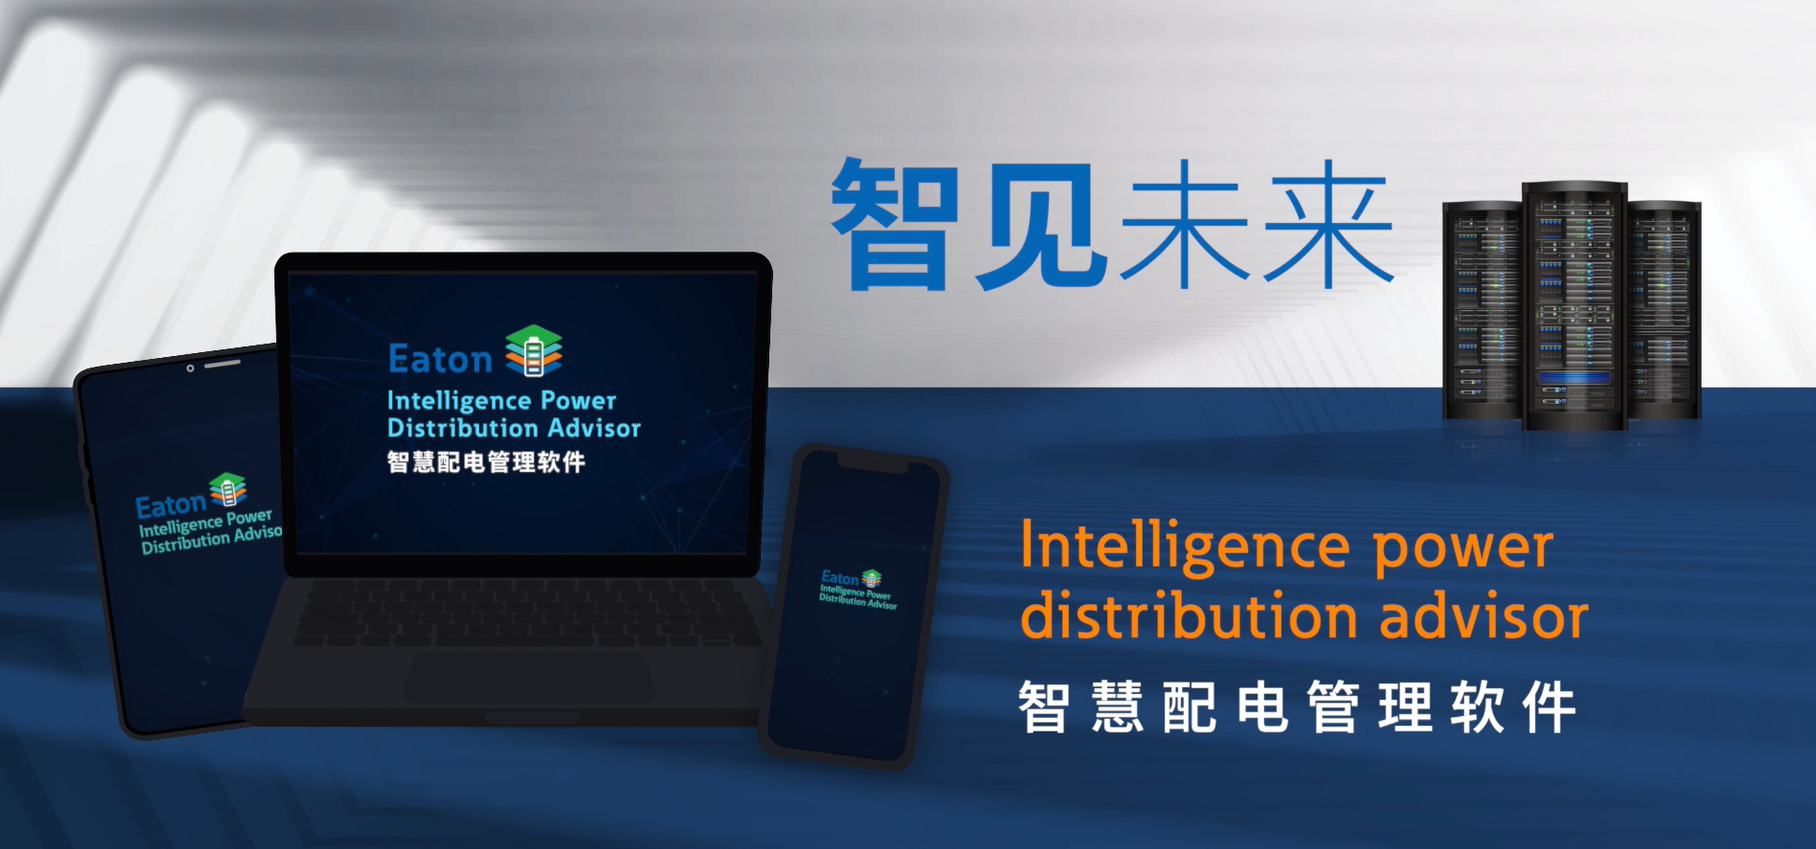 智见未来
Eaton
Intelligence Power
Distribution Advisor
智慧配电管理软件
Eaton
Intelligence Power
Distribution Adviso
Eaton
Intelligence Power
Distribution Advisor
Intelligence power
distribution advisor
智慧配电管理软件